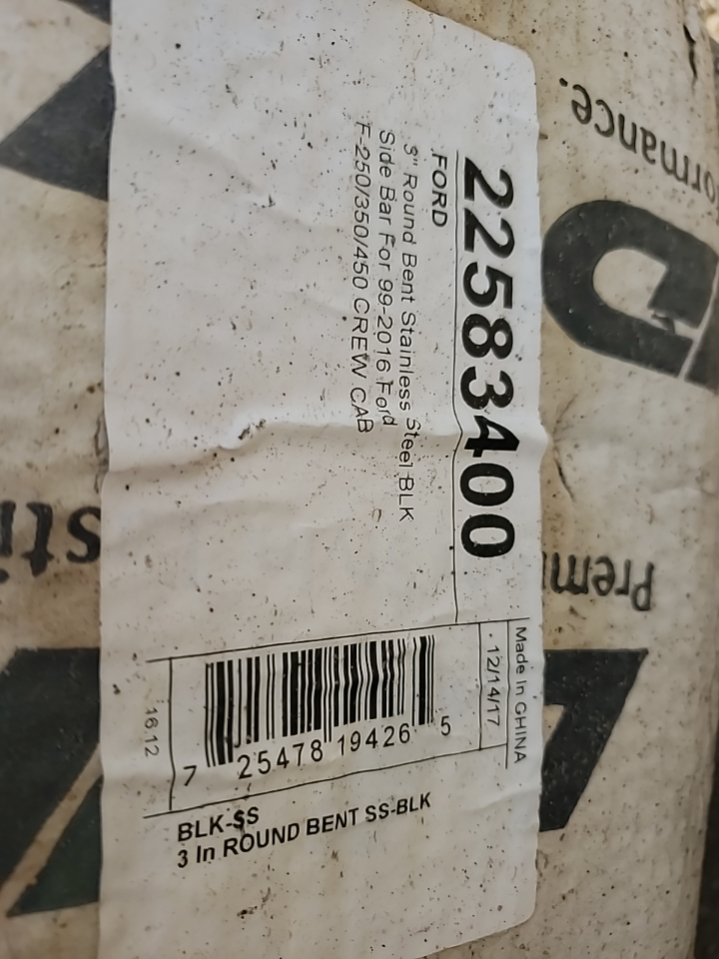 22583400
FORD
3" Round Bent Stainless Steel BLK
Side Bar For 99-2016 Ford
F-250/350/450 CREW CAB
Made In CHINA
12/14/17
7 25478 19426 5
16.12
BLK-SS
3 In ROUND BENT SS-BLK